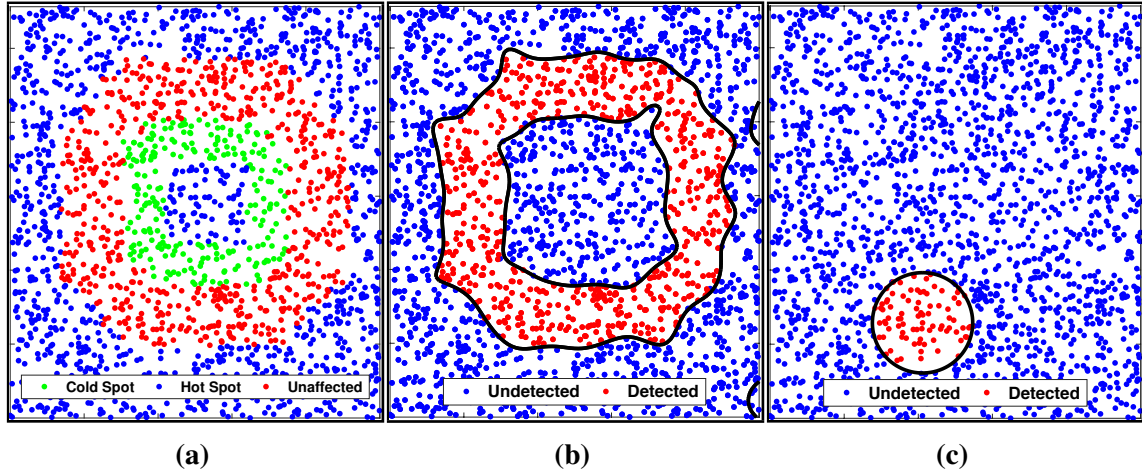 Cold Spot Hot Spot Unaffected
Undetected Detected
Undetected Detected
(a) (b) (c)